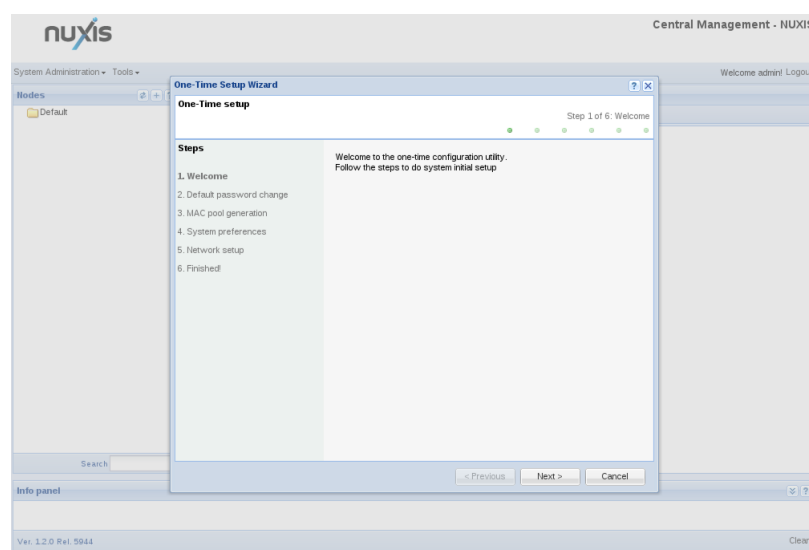 nuxis
Central Management - NUXIS
System Administration Tools
Welcome admin! Logou
Nodes
Default
One-Time Setup Wizard
One-Time setup
Step 1 of 6: Welcome
Steps
1. Welcome
2. Default password change
3. MAC pool generation
4. System preferences
5. Network setup
6. Finished!
Welcome to the one-time configuration utility.
Follow the steps to do system initial setup
Search
< Previous Next > Cancel
Info panel
Ver. 1.2.0 Rel. 5944
Clear